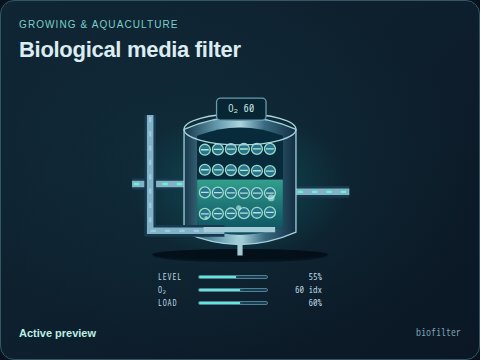 GROWING & AQUACULTURE
Biological media filter
O₂ 60
LEVEL 55%
O₂ 60 idx
LOAD 60%
Active preview biofilter